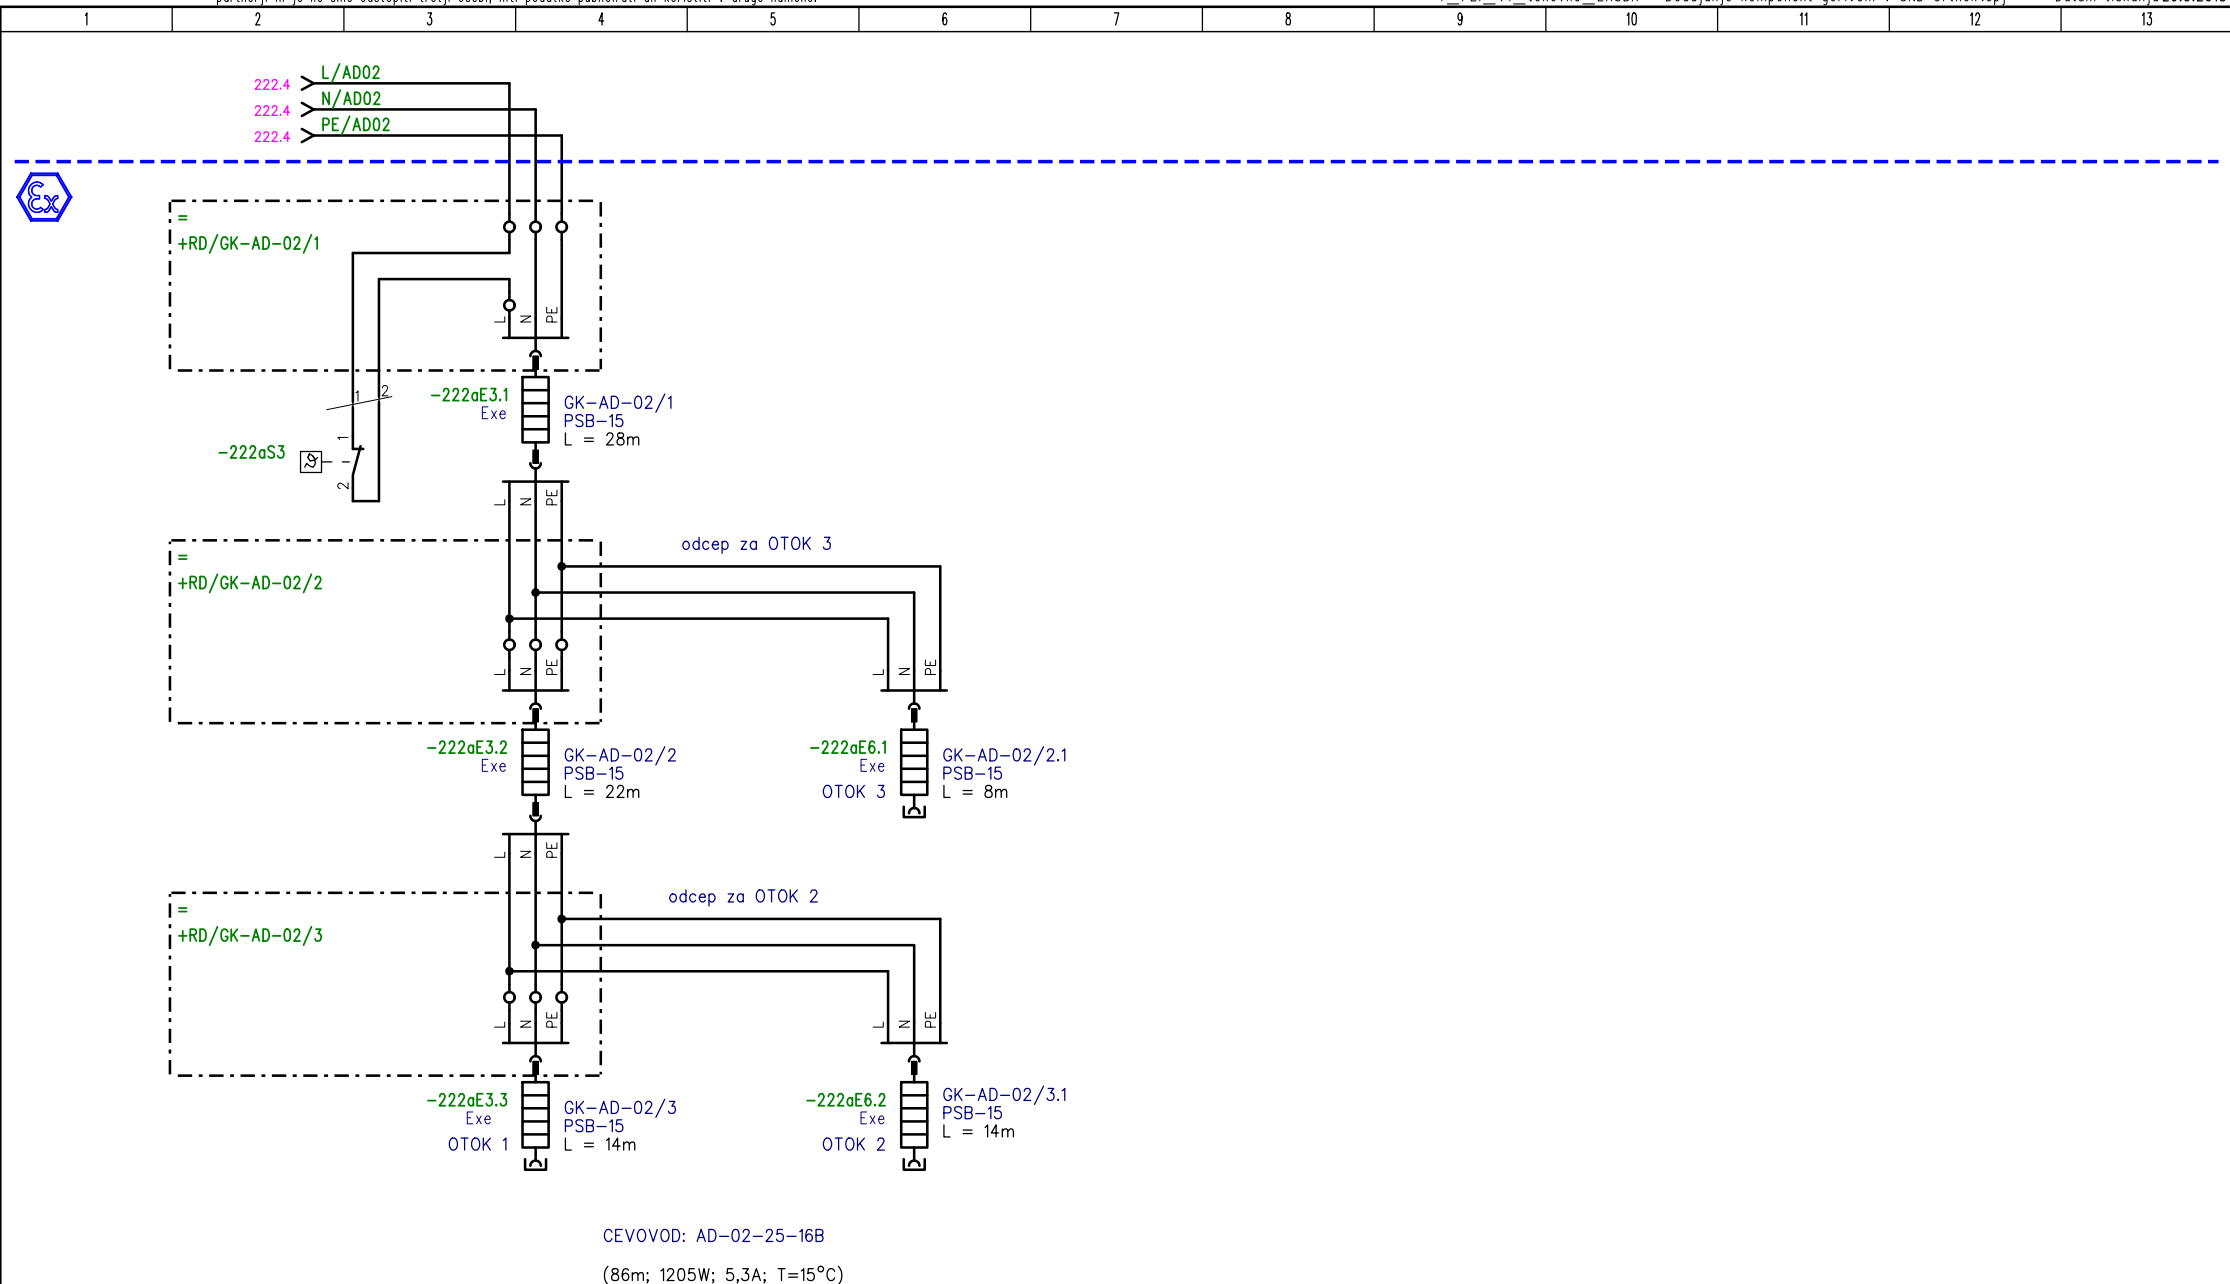 1 2 3 4 5 6 7 8 9 10 11 12 13
222.4 L/AD02
222.4 N/AD02
222.4 PE/AD02
Ex
=
+RD/GK-AD-02/1
L N PE
1 2
-222aE3.1
Exe
GK-AD-02/1
PSB-15
L = 28m
1
-222aS3
2
L N PE
odcep za OTOK 3
=
+RD/GK-AD-02/2
L N PE
L N PE
-222aE3.2
Exe
GK-AD-02/2
PSB-15
L = 22m
-222aE6.1
Exe
OTOK 3
GK-AD-02/2.1
PSB-15
L = 8m
L N PE
odcep za OTOK 2
=
+RD/GK-AD-02/3
L N PE
L N PE
-222aE3.3
Exe
OTOK 1
GK-AD-02/3
PSB-15
L = 14m
-222aE6.2
Exe
OTOK 2
GK-AD-02/3.1
PSB-15
L = 14m
CEVOVOD: AD-02-25-16B
(86m; 1205W; 5,3A; T=15°C)